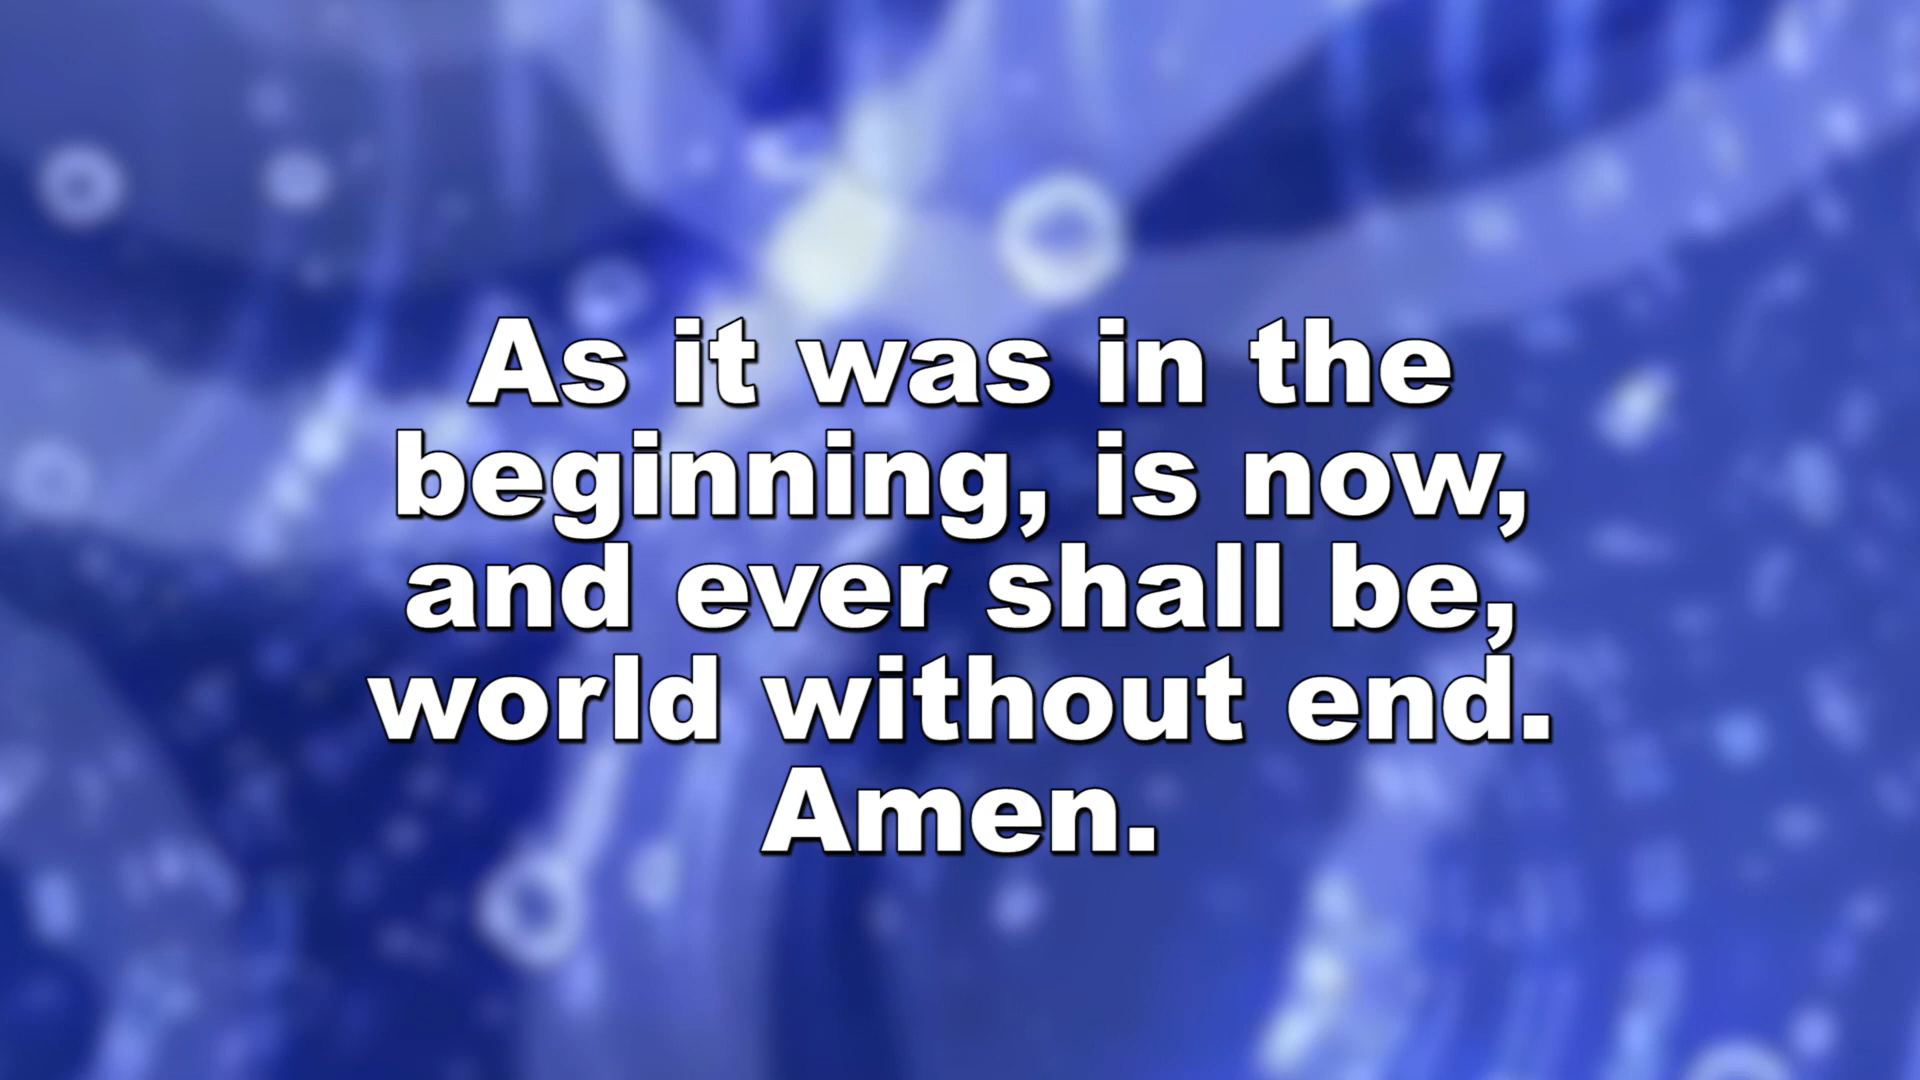 As it was in the
beginning, is now,
and ever shall be,
world without end.
Amen.